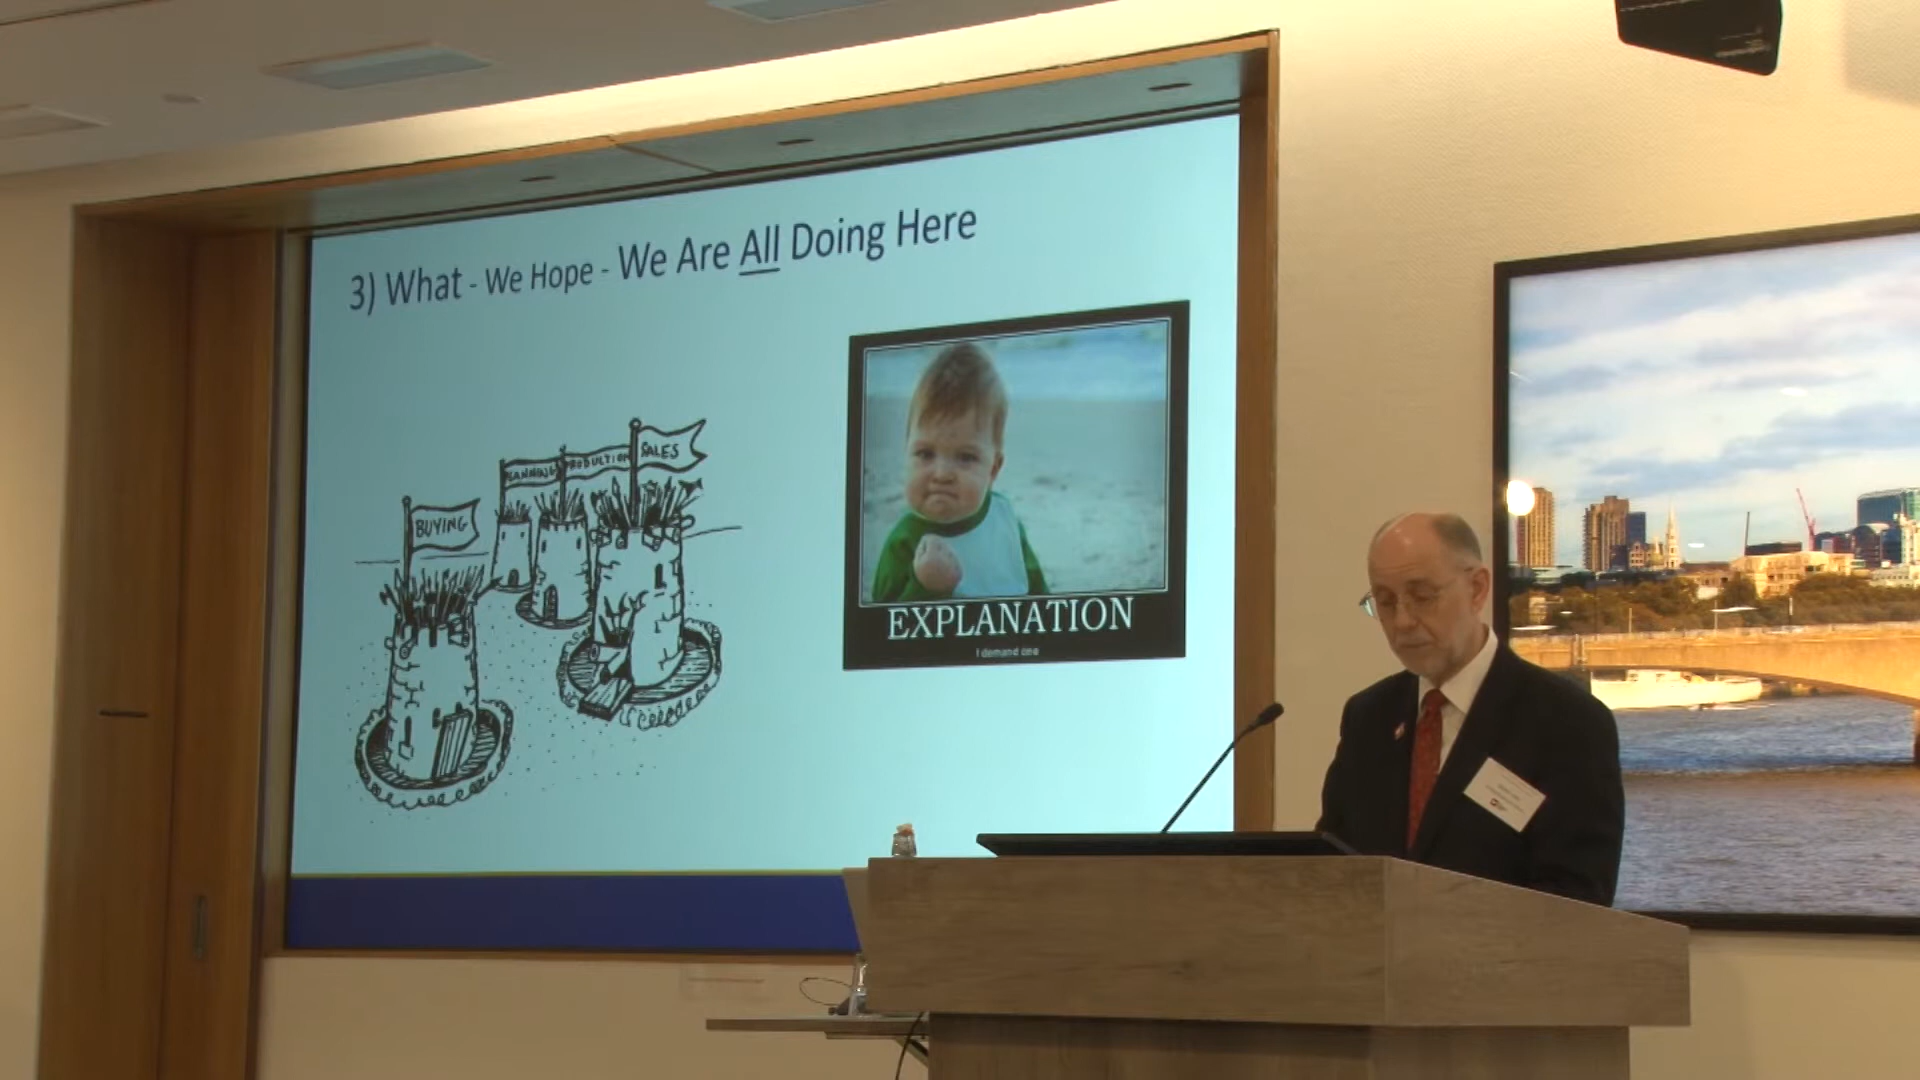 3) What - We Hope - We Are All Doing Here
BUYING
PRODUCTION
SALES
EXPLANATION
I demand one